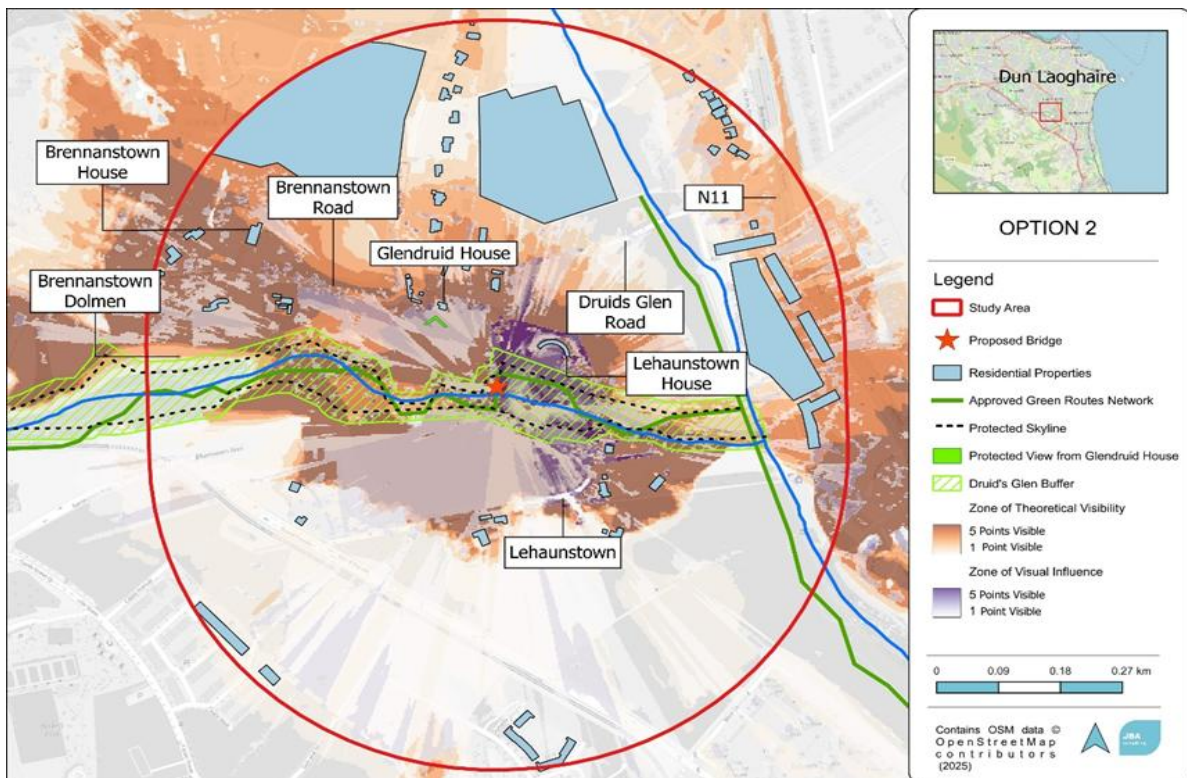 Brennanstown
House
Brennanstown
Road
N11
Glendruid House
Brennanstown
Dolmen
Druids Glen
Road
Lehaunstown
House
Lehaunstown
Dun Laoghaire
OPTION 2
Legend
Study Area
Proposed Bridge
Residential Properties
Approved Green Routes Network
Protected Skyline
Protected View from Glendruid House
Druid's Glen Buffer
Zone of Theoretical Visibility
5 Points Visible
1 Point Visible
Zone of Visual Influence
5 Points Visible
1 Point Visible
0 0.09 0.18 0.27 km
Contains OSM data ©
OpenStreetMap
contributors
(2025)
JBA
consulting